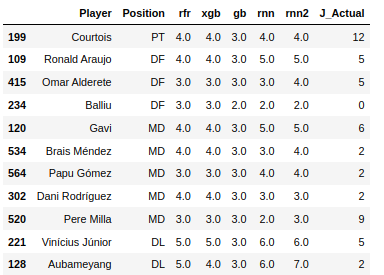 Player Position rfr xgb gb rnn rnn2 J_Actual
199 Courtois PT 4.0 4.0 3.0 4.0 4.0 12
109 Ronald Araujo DF 4.0 4.0 3.0 5.0 5.0 5
415 Omar Alderete DF 3.0 3.0 3.0 3.0 4.0 5
234 Balliu DF 3.0 3.0 2.0 2.0 2.0 0
120 Gavi MD 4.0 4.0 3.0 5.0 5.0 6
534 Brais Méndez MD 4.0 4.0 3.0 3.0 4.0 2
564 Papu Gómez MD 3.0 3.0 3.0 4.0 4.0 2
302 Dani Rodríguez MD 4.0 4.0 3.0 3.0 3.0 2
520 Pere Milla MD 3.0 3.0 3.0 2.0 3.0 9
221 Vinícius Júnior DL 5.0 5.0 3.0 6.0 6.0 5
128 Aubameyang DL 5.0 4.0 3.0 6.0 7.0 2